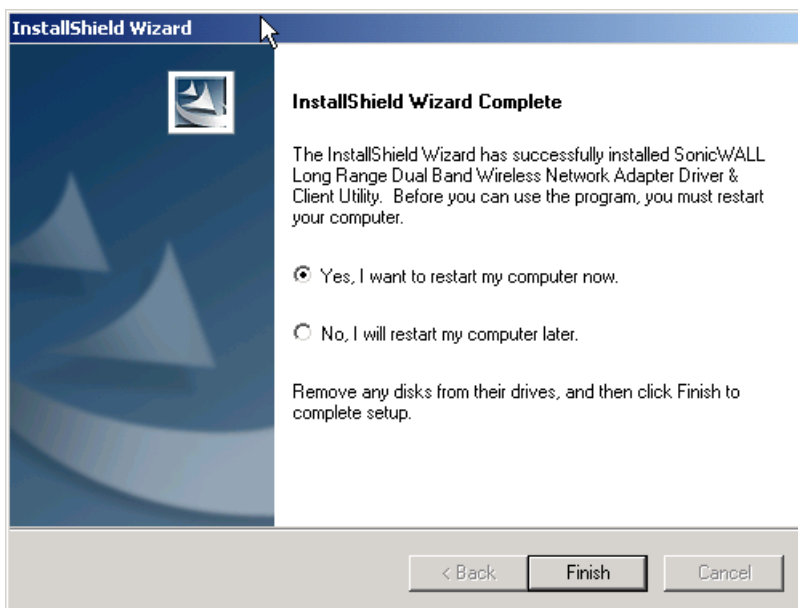 InstallShield Wizard
InstallShield Wizard Complete
The InstallShield Wizard has successfully installed SonicWALL
Long Range Dual Band Wireless Network Adapter Driver &
Client Utility.  Before you can use the program, you must restart
your computer.
Yes, I want to restart my computer now.
No, I will restart my computer later.
Remove any disks from their drives, and then click Finish to
complete setup.
< Back
Finish
Cancel